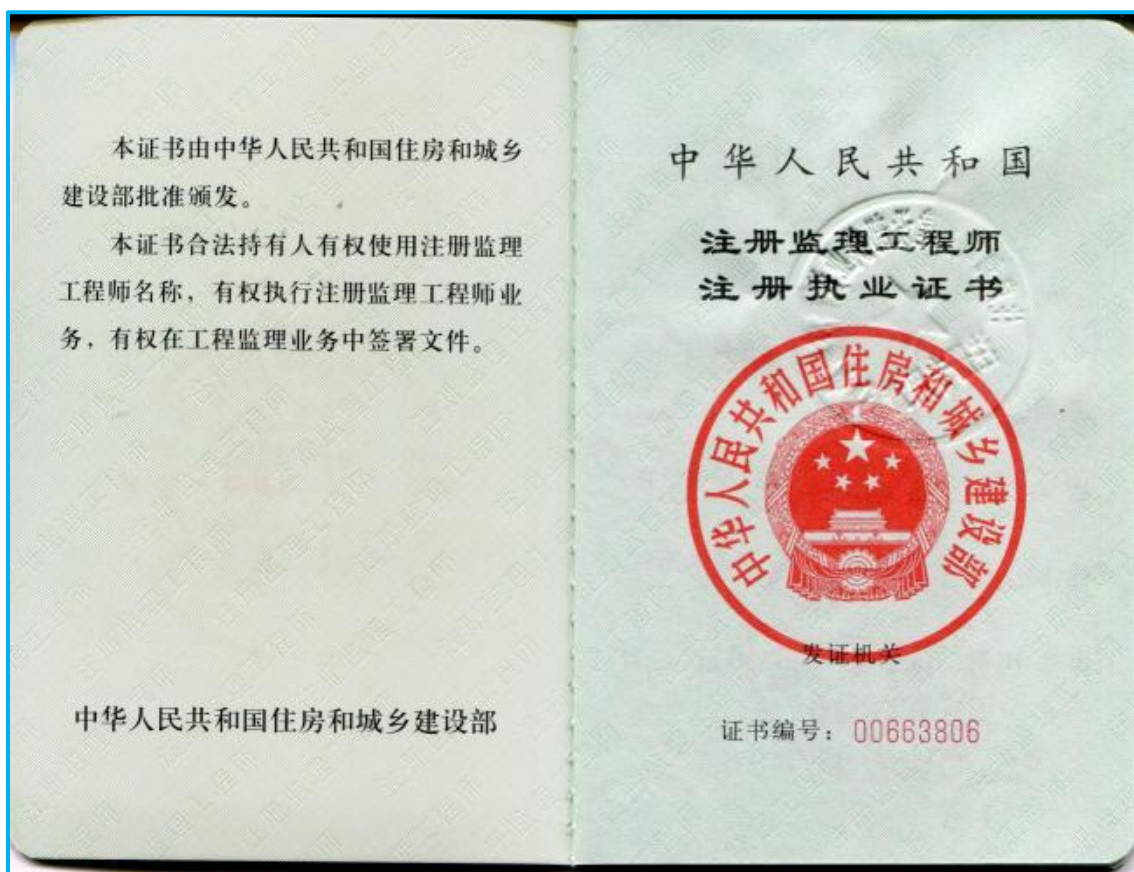 本证书由中华人民共和国住房和城乡
建设部批准颁发。
本证书合法持有人有权使用注册监理
工程师名称，有权执行注册监理工程师业
务，有权在工程监理业务中签署文件。
中华人民共和国住房和城乡建设部
中华人民共和国
注册监理工程师
注册执业证书
中华人民共和国住房和城乡建设部
发证机关
证书编号：00663806